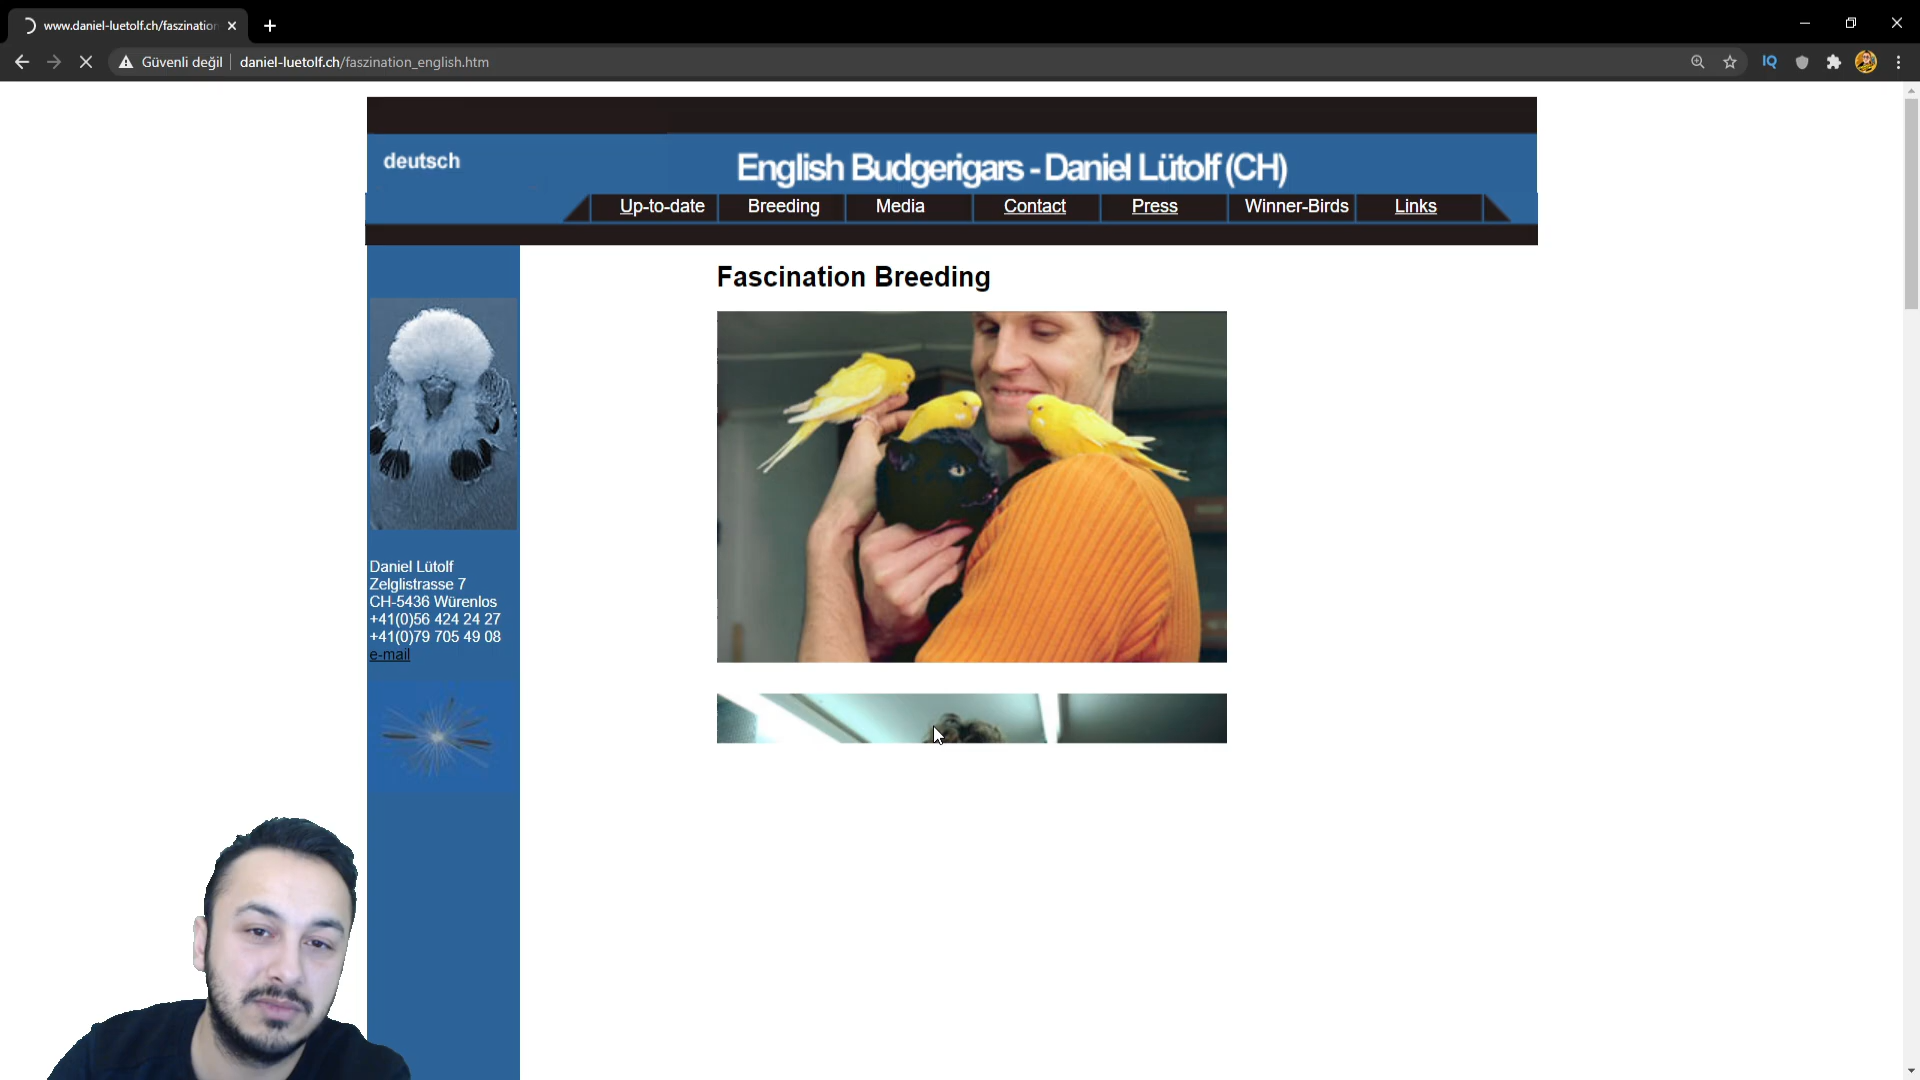 www.daniel-luetolf.ch/faszination
Güvenli değil
daniel-luetolf.ch/faszination_english.htm
IQ
deutsch
English Budgerigars - Daniel Lütolf (CH)
Up-to-date Breeding Media Contact Press Winner-Birds Links
Fascination Breeding
Daniel Lütolf
Zelglistrasse 7
CH-5436 Würenlos
+41(0)56 424 24 27
+41(0)79 705 49 08
e-mail